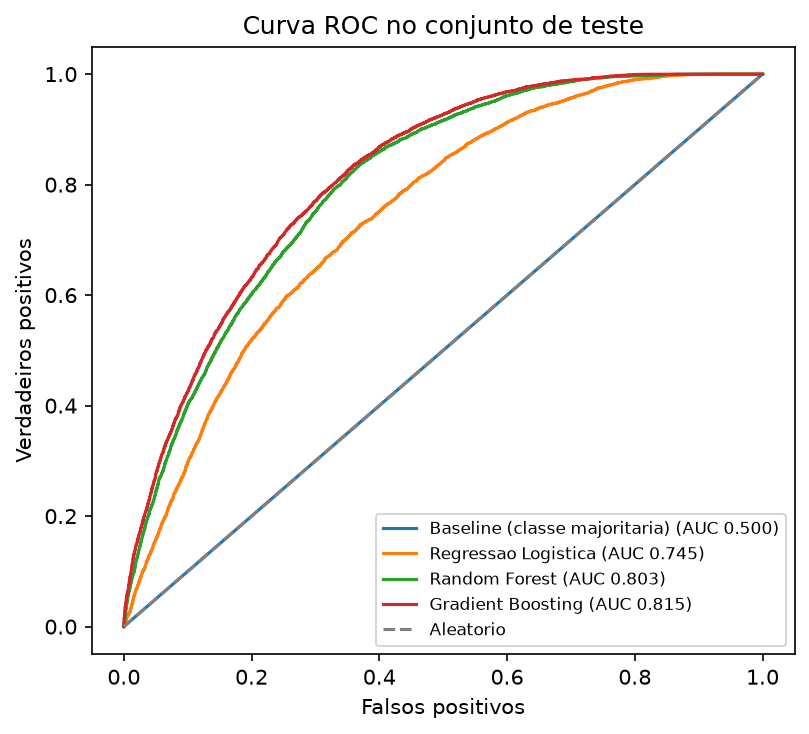 Curva ROC no conjunto de teste
1.0
0.8
0.6
0.4
0.2
0.0
Verdadeiros positivos
0.0 0.2 0.4 0.6 0.8 1.0
Falsos positivos
Baseline (classe majoritaria) (AUC 0.500)
Regressao Logistica (AUC 0.745)
Random Forest (AUC 0.803)
Gradient Boosting (AUC 0.815)
Aleatorio